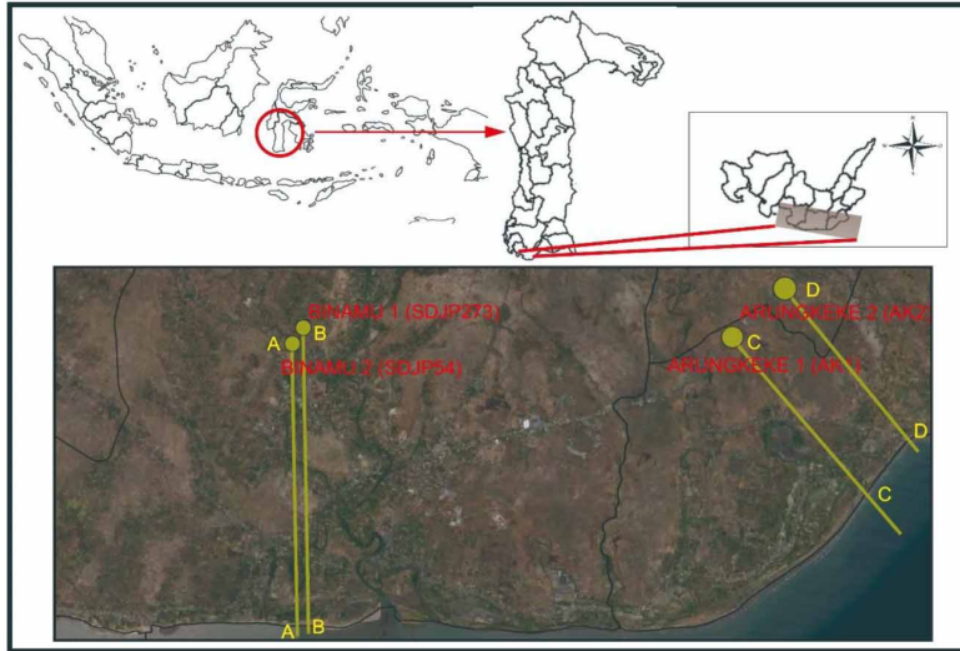 D
BINAMU 1 (SDJP273)
ARUNGKEKE 2 (AK2)
B
A
C
BINAMU 2 (SDJP54)
ARUNGKEKE 1 (AK1)
D
C
A
B